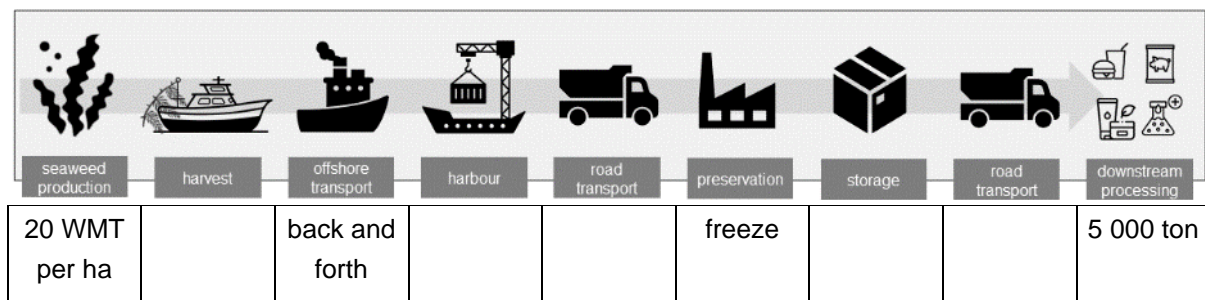 seaweed
production
harvest
offshore
transport
harbour
road
transport
preservation
storage
road
transport
downstream
processing
20 WMT
per ha
back and
forth
freeze
5 000 ton